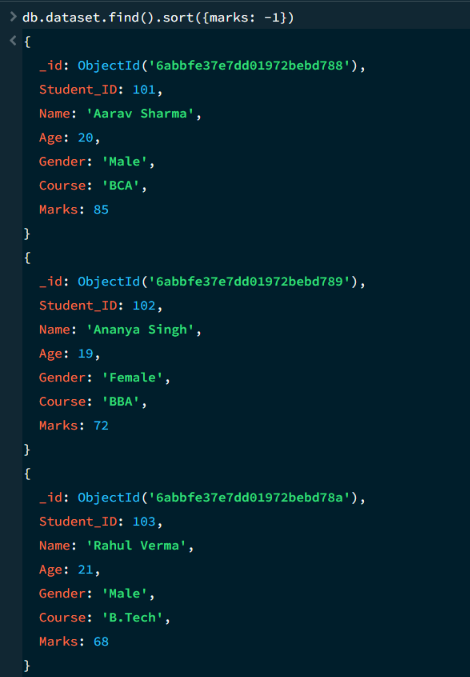 > db.dataset.find().sort({marks: -1})
< {
_id: ObjectId('6abbfe37e7dd01972bebd788'),
Student_ID: 101,
Name: 'Aarav Sharma',
Age: 20,
Gender: 'Male',
Course: 'BCA',
Marks: 85
}
{
_id: ObjectId('6abbfe37e7dd01972bebd789'),
Student_ID: 102,
Name: 'Ananya Singh',
Age: 19,
Gender: 'Female',
Course: 'BBA',
Marks: 72
}
{
_id: ObjectId('6abbfe37e7dd01972bebd78a'),
Student_ID: 103,
Name: 'Rahul Verma',
Age: 21,
Gender: 'Male',
Course: 'B.Tech',
Marks: 68
}